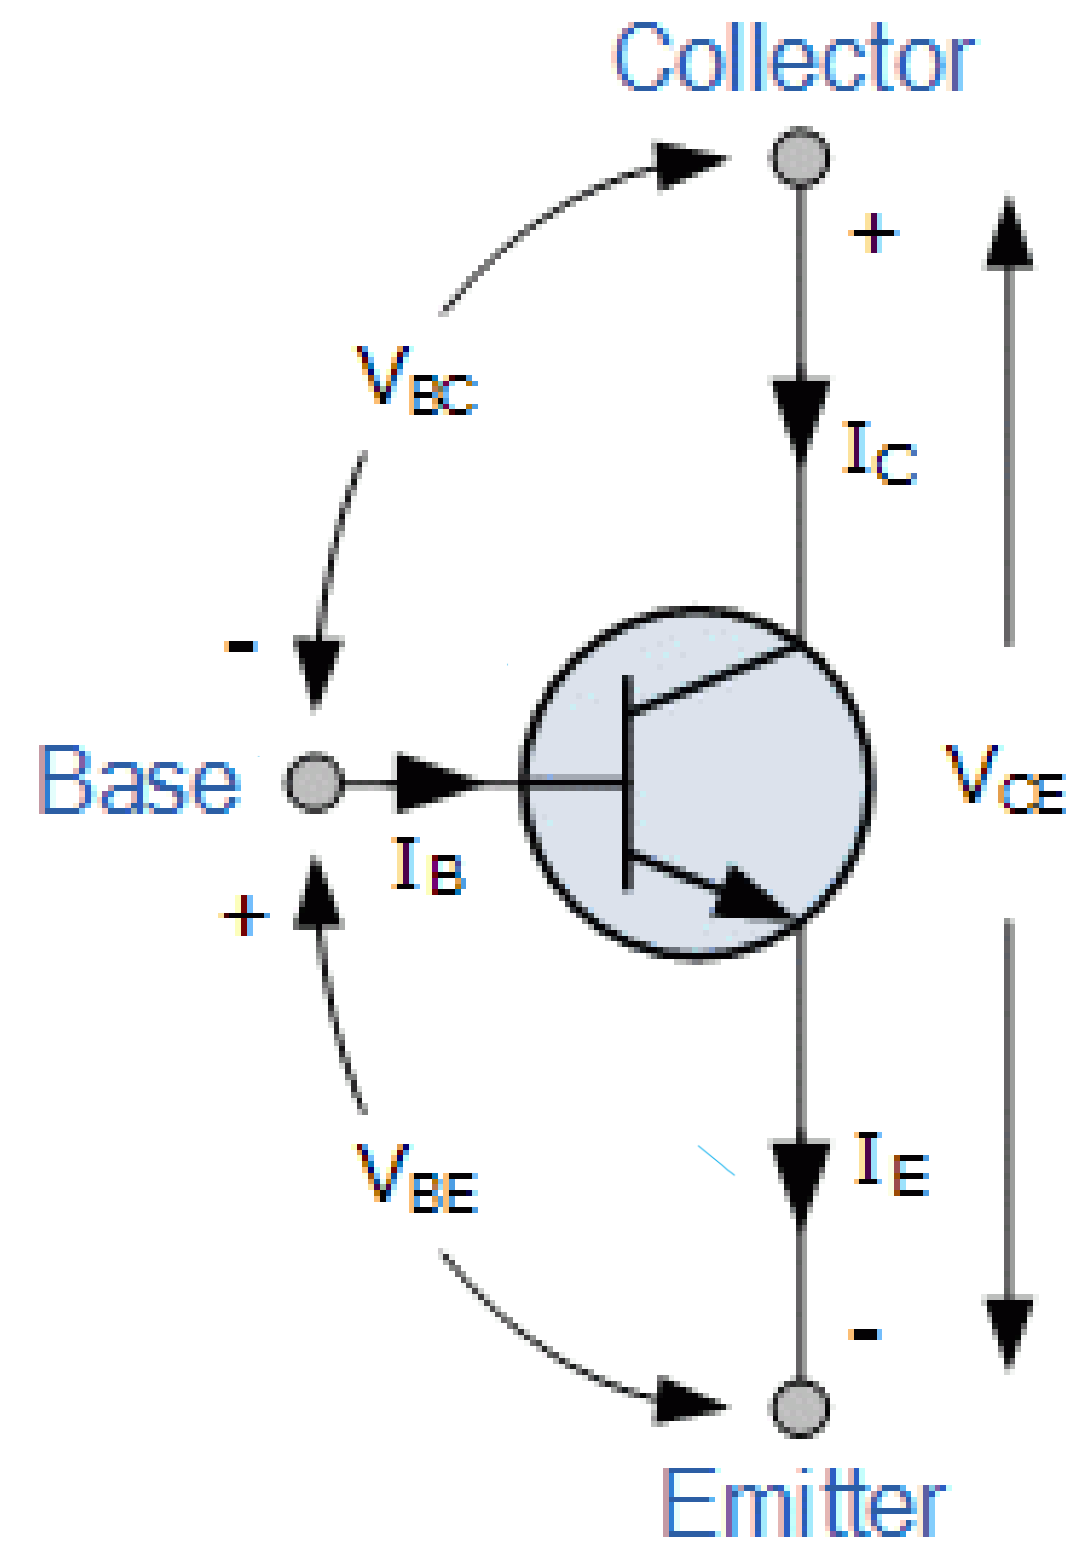 Collector
+
VBC
IC
-
Base
VCE
IB
+
VBE
IE
-
Emitter